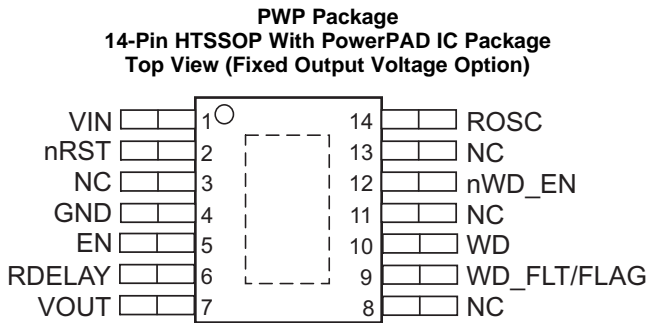 PWP Package
14-Pin HTSSOP With PowerPAD IC Package
Top View (Fixed Output Voltage Option)
VIN 1 14 ROSC
nRST 2 13 NC
NC 3 12 nWD_EN
GND 4 11 NC
EN 5 10 WD
RDELAY 6 9 WD_FLT/FLAG
VOUT 7 8 NC